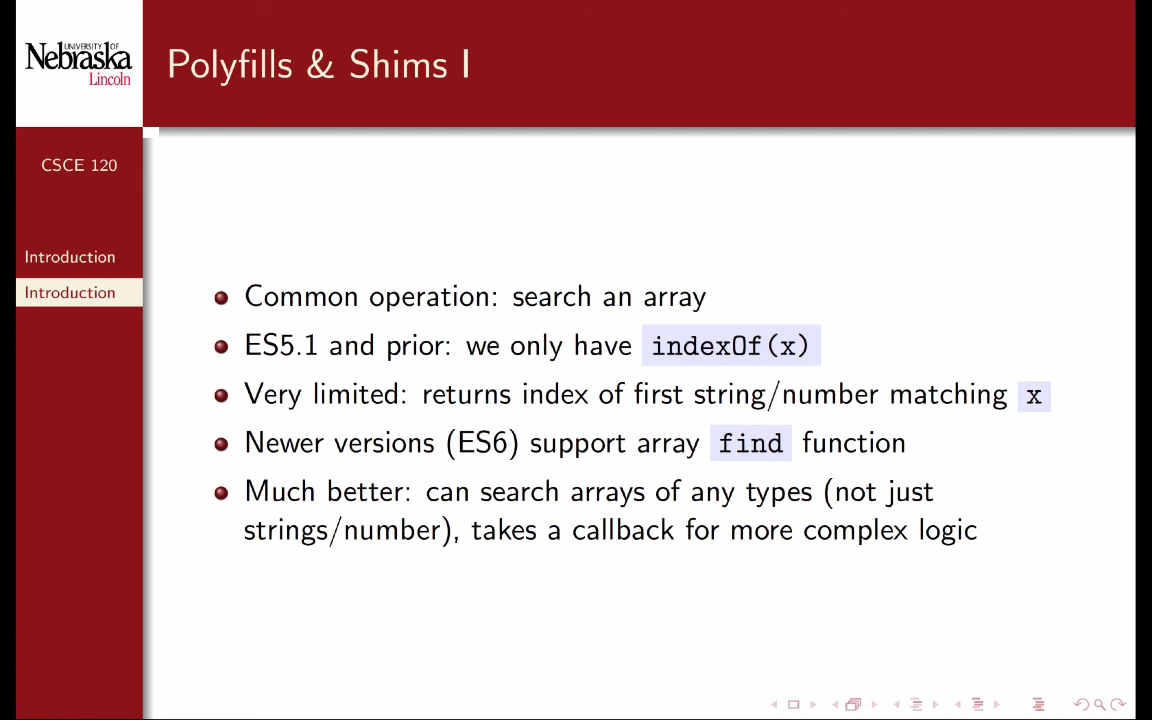 UNIVERSITY OF
Nebraska
Lincoln
Polyfills & Shims I
CSCE 120
Introduction
Introduction
Common operation: search an array
ES5.1 and prior: we only have indexOf(x)
Very limited: returns index of first string/number matching x
Newer versions (ES6) support array find function
Much better: can search arrays of any types (not just
strings/number), takes a callback for more complex logic